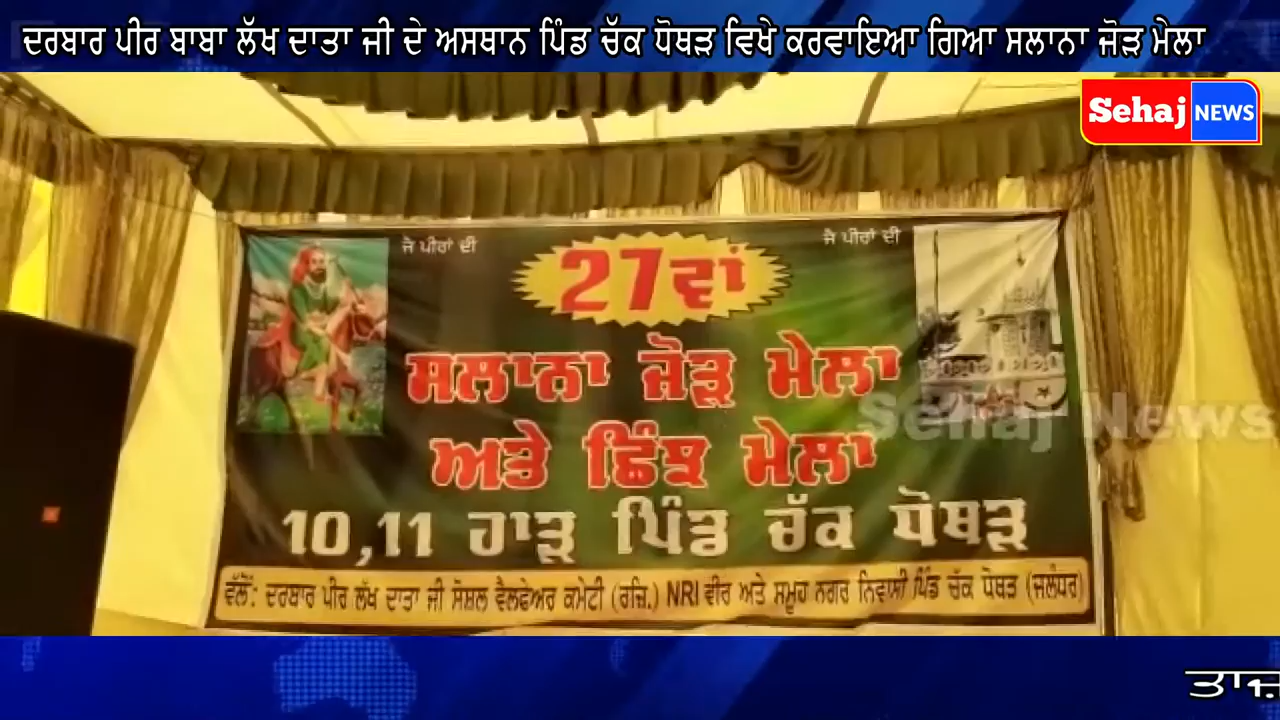 ਦਰਬਾਰ ਪੀਰ ਬਾਬਾ ਲੱਖ ਦਾਤਾ ਜੀ ਦੇ ਅਸਥਾਨ ਪਿੰਡ ਚੱਕ ਧੋਥੜ ਵਿਖੇ ਕਰਵਾਇਆ ਗਿਆ ਸਲਾਨਾ ਜੋੜ ਮੇਲਾ
Sehaj NEWS
ਜੈ ਪੀਰਾਂ ਦੀ
ਜੈ ਪੀਰਾਂ ਦੀ
27ਵਾਂ
ਸਲਾਨਾ ਜੋੜ ਮੇਲਾ
Sehaj News
ਅਤੇ ਛਿੰਝ ਮੇਲਾ
10,11 ਹਾੜ ਪਿੰਡ ਚੱਕ ਧੋਥੜ
ਵੱਲੋਂ: ਦਰਬਾਰ ਪੀਰ ਲੱਖ ਦਾਤਾ ਜੀ ਸੋਸ਼ਲ ਵੈਲਫੇਅਰ ਕਮੇਟੀ (ਰਜਿ.) NRI ਵੀਰ ਅਤੇ ਸਮੂਹ ਨਗਰ ਨਿਵਾਸੀ ਪਿੰਡ ਚੱਕ ਧੋਥੜ (ਜਲੰਧਰ)